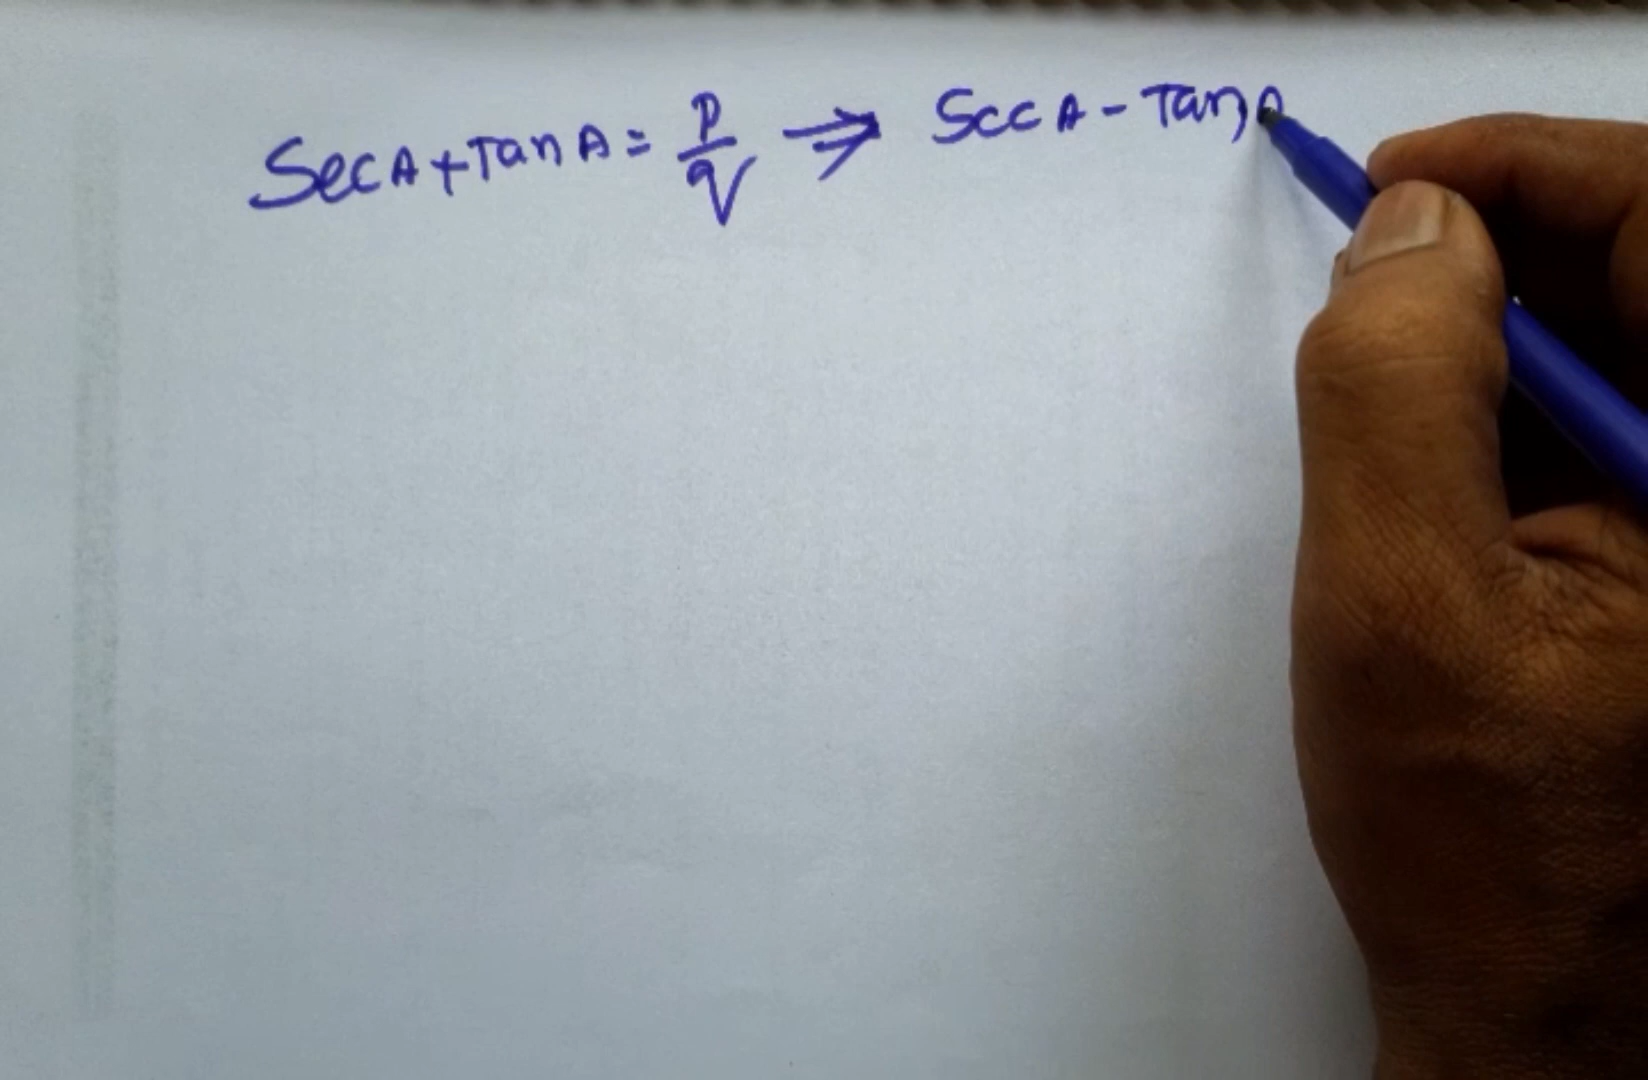 SecA+TanA = p/q ⇒ SecA - TanA